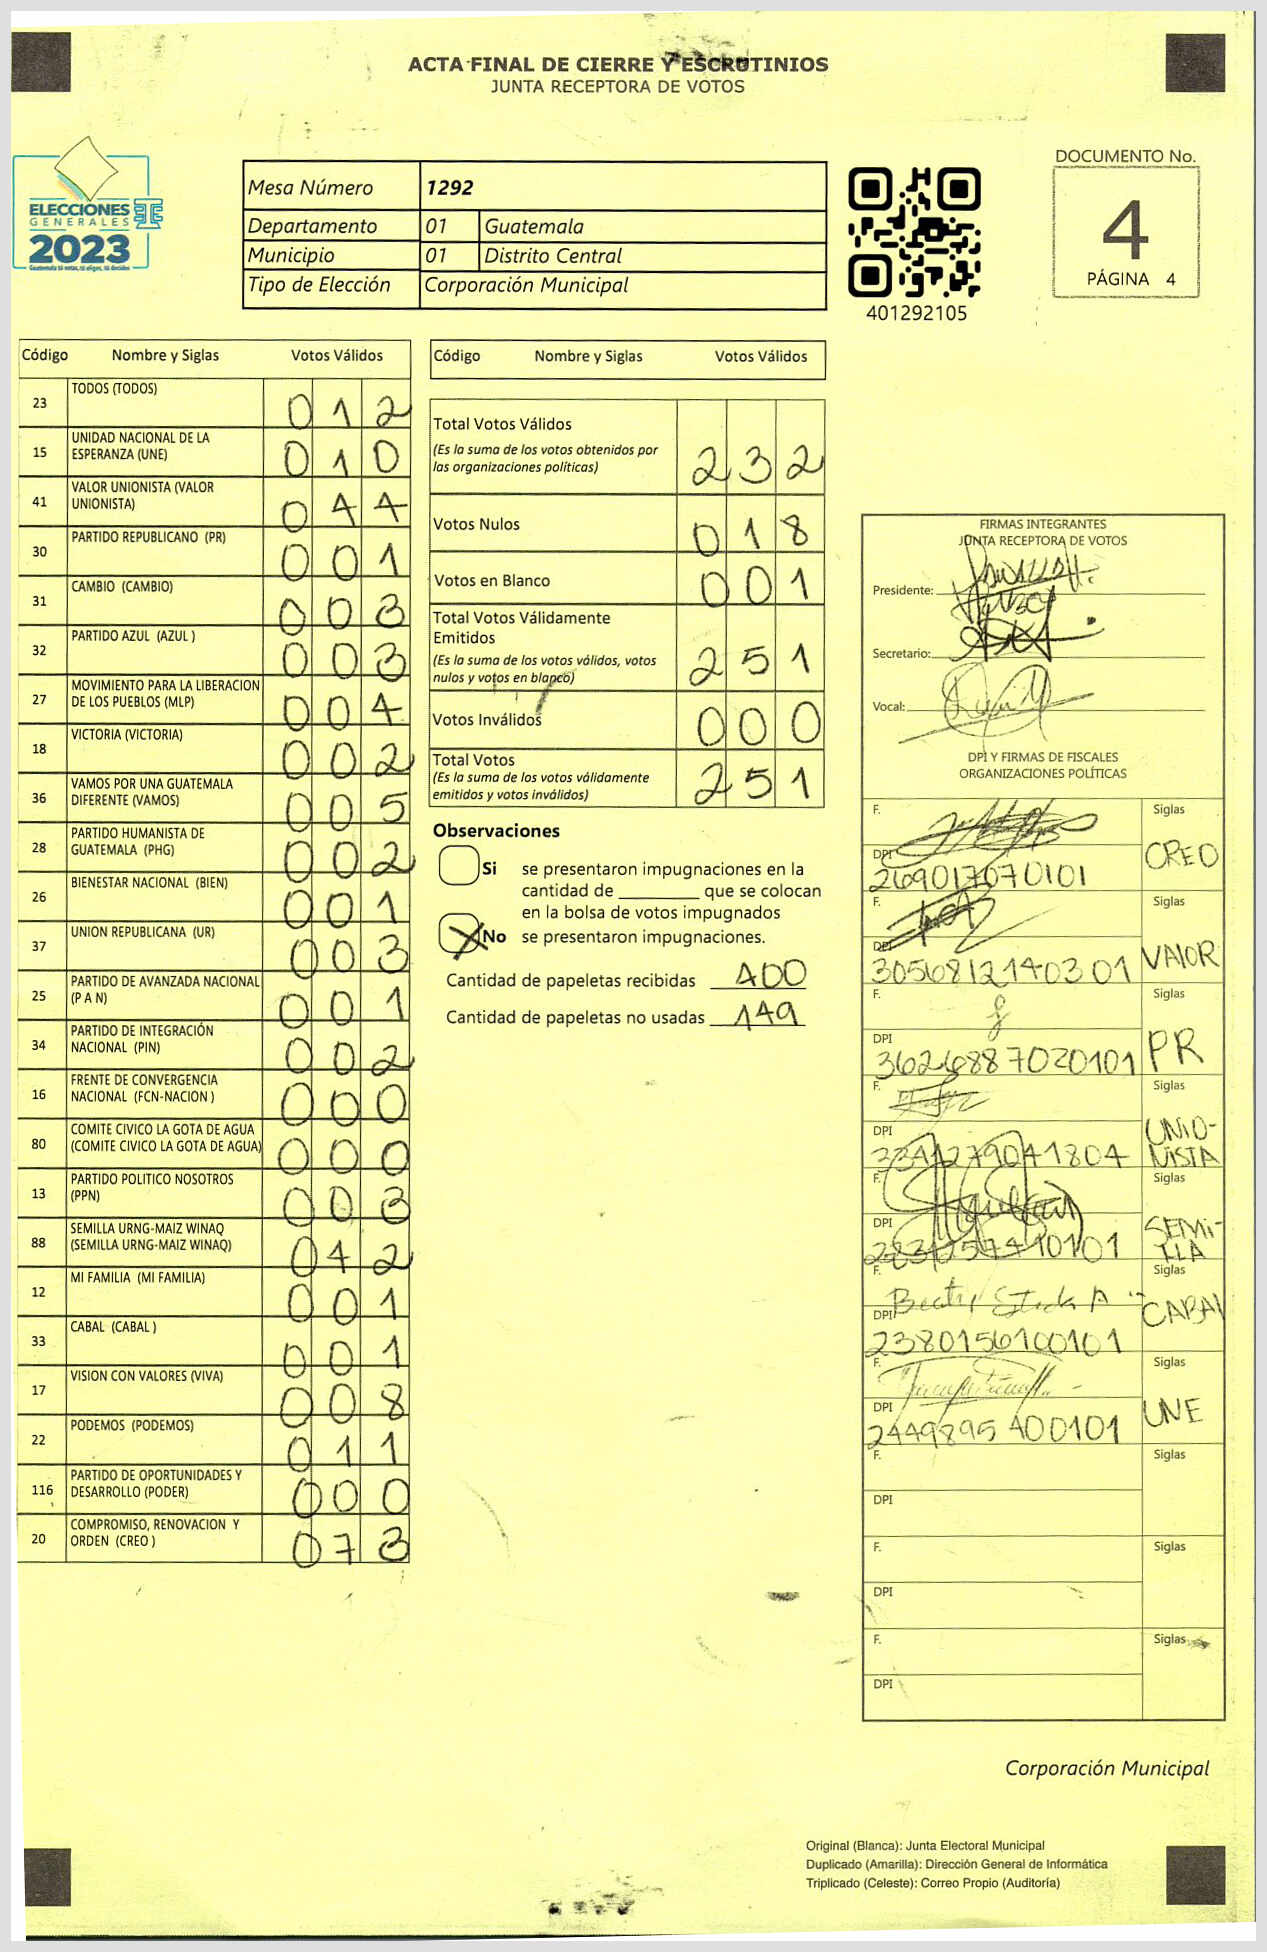 ACTA FINAL DE CIERRE Y ESCRUTINIOS
JUNTA RECEPTORA DE VOTOS
ELECCIONES
GENERALES
2023
Guatemala tú votas, tú eliges, tú decides
Mesa Número 1292
Departamento 01 Guatemala
Municipio 01 Distrito Central
Tipo de Elección Corporación Municipal
401292105
DOCUMENTO No.
4
PÁGINA 4
Código Nombre y Siglas Votos Válidos
23 TODOS (TODOS) 0 1 2
15 UNIDAD NACIONAL DE LA
ESPERANZA (UNE) 0 1 0
41 VALOR UNIONISTA (VALOR
UNIONISTA) 0 4 4
30 PARTIDO REPUBLICANO (PR) 0 0 1
31 CAMBIO (CAMBIO) 0 0 3
32 PARTIDO AZUL (AZUL ) 0 0 3
27 MOVIMIENTO PARA LA LIBERACION
DE LOS PUEBLOS (MLP) 0 0 4
18 VICTORIA (VICTORIA) 0 0 2
36 VAMOS POR UNA GUATEMALA
DIFERENTE (VAMOS) 0 0 5
28 PARTIDO HUMANISTA DE
GUATEMALA (PHG) 0 0 2
26 BIENESTAR NACIONAL (BIEN) 0 0 1
37 UNION REPUBLICANA (UR) 0 0 3
25 PARTIDO DE AVANZADA NACIONAL
(P A N) 0 0 1
34 PARTIDO DE INTEGRACIÓN
NACIONAL (PIN) 0 0 2
16 FRENTE DE CONVERGENCIA
NACIONAL (FCN-NACION ) 0 0 0
80 COMITE CIVICO LA GOTA DE AGUA
(COMITE CIVICO LA GOTA DE AGUA) 0 0 0
13 PARTIDO POLITICO NOSOTROS
(PPN) 0 0 3
88 SEMILLA URNG-MAIZ WINAQ
(SEMILLA URNG-MAIZ WINAQ) 0 4 2
12 MI FAMILIA (MI FAMILIA) 0 0 1
33 CABAL (CABAL ) 0 0 1
17 VISION CON VALORES (VIVA) 0 0 8
22 PODEMOS (PODEMOS) 0 1 1
116 PARTIDO DE OPORTUNIDADES Y
DESARROLLO (PODER) 0 0 0
20 COMPROMISO, RENOVACION Y
ORDEN (CREO ) 0 7 3
Código Nombre y Siglas Votos Válidos
Total Votos Válidos
(Es la suma de los votos obtenidos por
las organizaciones políticas) 2 3 2
Votos Nulos 0 1 8
Votos en Blanco 0 0 1
Total Votos Válidamente
Emitidos
(Es la suma de los votos válidos, votos
nulos y votos en blanco) 2 5 1
Votos Inválidos 0 0 0
Total Votos
(Es la suma de los votos válidamente
emitidos y votos inválidos) 2 5 1
Observaciones
Si se presentaron impugnaciones en la
cantidad de ________ que se colocan
en la bolsa de votos impugnados
X No se presentaron impugnaciones.
Cantidad de papeletas recibidas 400
Cantidad de papeletas no usadas 149
FIRMAS INTEGRANTES
JUNTA RECEPTORA DE VOTOS
Presidente:
Secretario:
Vocal:
DPI Y FIRMAS DE FISCALES
ORGANIZACIONES POLÍTICAS
F. Siglas
DPI CREO
269017070101
F. Siglas
DPI VALOR
3056812140301
F. Siglas
DPI PR
3626887020101
F. Siglas
DPI UNIO-
NISTA
F. Siglas
DPI SEMI-
LLA
F. Siglas
DPI CABAL
2380156100101
F. Siglas
DPI UNE
2449895400101
F. Siglas
DPI
F. Siglas
DPI
F. Siglas
DPI
Corporación Municipal
Original (Blanca): Junta Electoral Municipal
Duplicado (Amarilla): Dirección General de Informática
Triplicado (Celeste): Correo Propio (Auditoría)